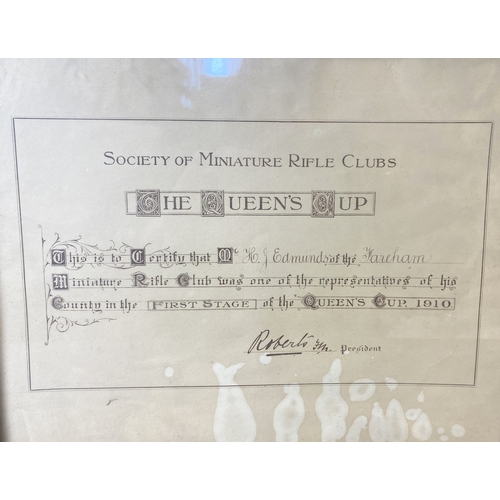 SOCIETY OF MINIATURE RIFLE CLUBS
THE QUEEN'S CUP
This is to Certify that Mr H. J Edmunds of the Fareham
Miniature Rifle Club was one of the representatives of his
County in the FIRST STAGE of the QUEEN'S CUP, 1910
Roberts FM. President